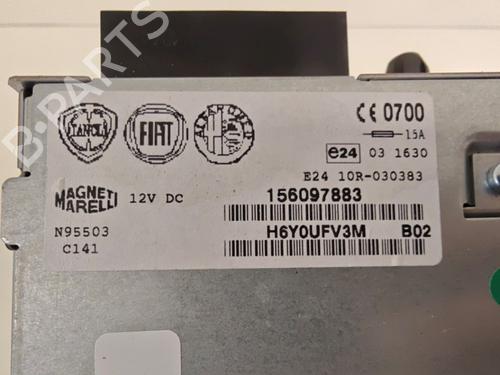 LANCIA
FIAT
ALFA ROMEO
CE 0700
15A
e24 03 1630
E24 10R-030383
MAGNETI
MARELLI
12V DC
156097883
N95503
C141
H6Y0UFV3M B02
B-PARTS